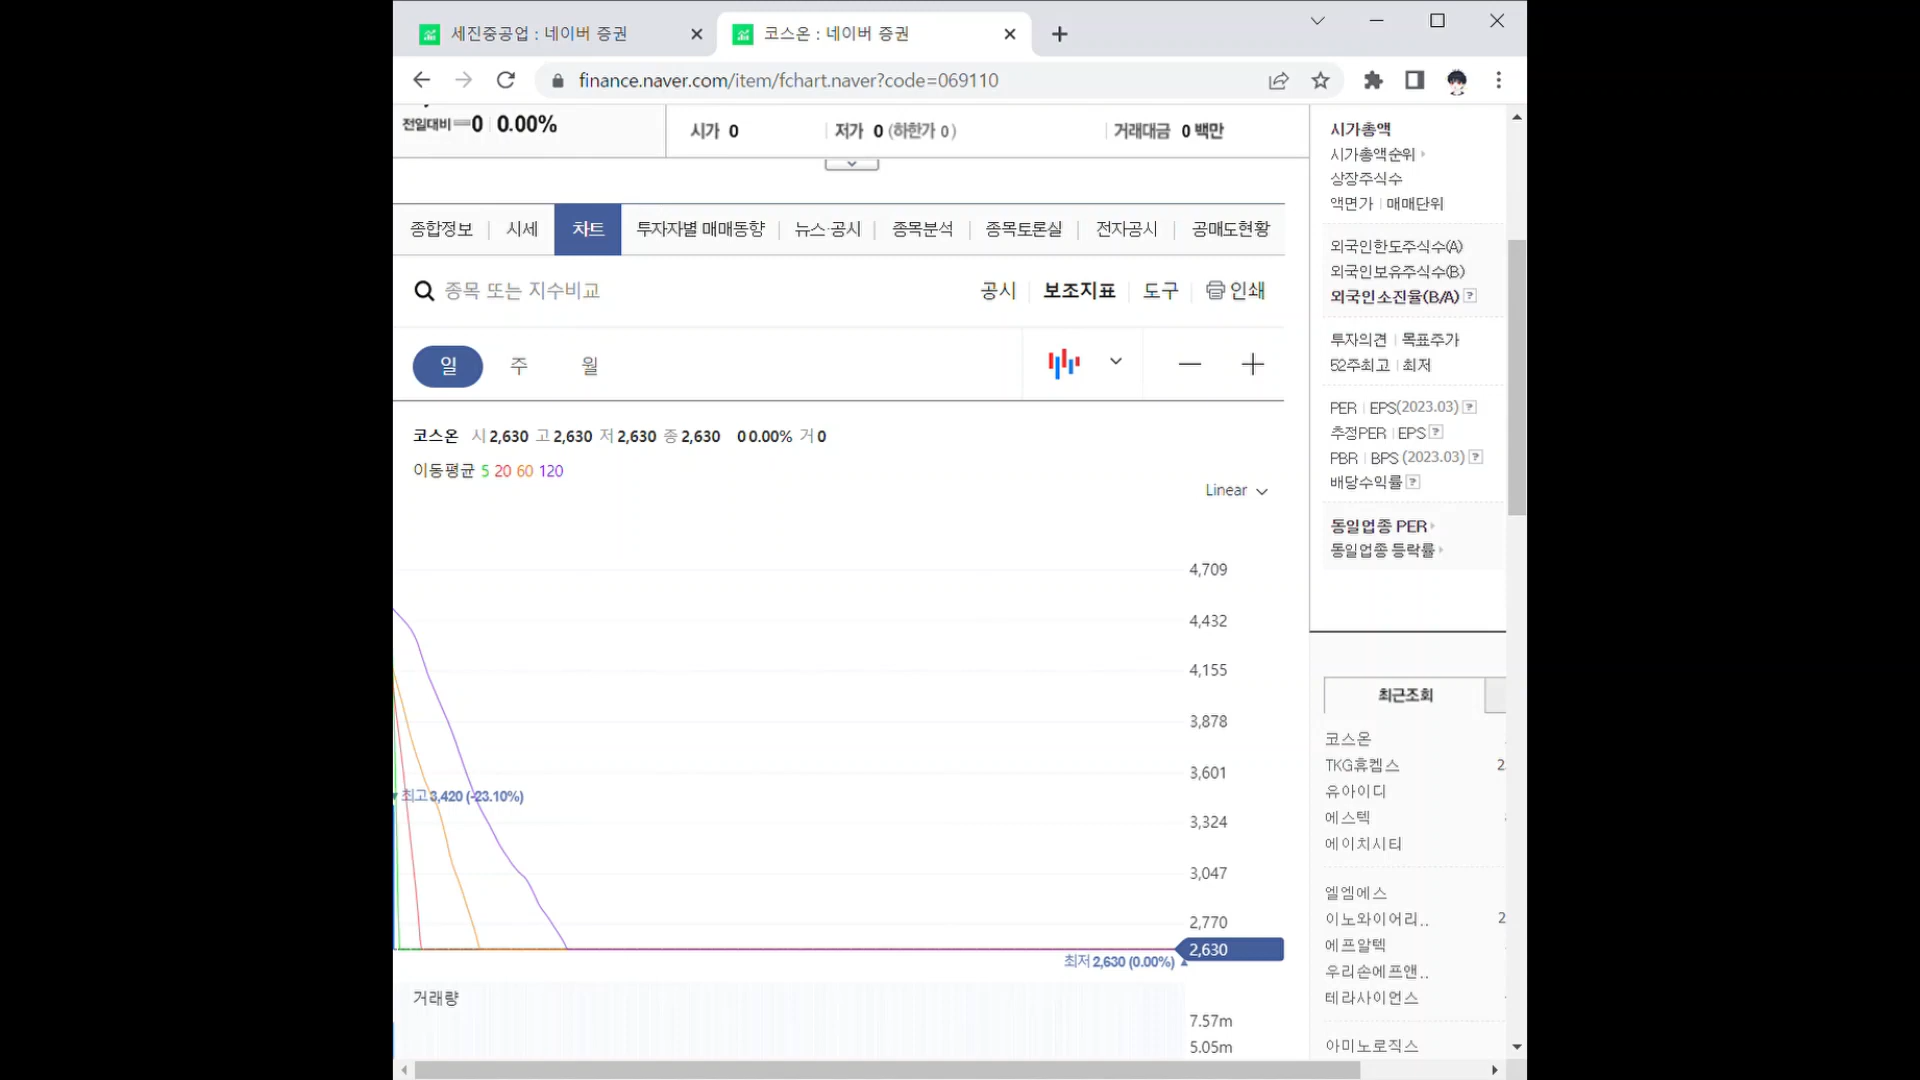 세진중공업 : 네이버 증권
코스온 : 네이버 증권
finance.naver.com/item/fchart.naver?code=069110
전일대비 0 0.00%
시가 0 저가 0 (하한가 0) 거래대금 0 백만
종합정보 시세 차트 투자자별 매매동향 뉴스·공시 종목분석 종목토론실 전자공시 공매도현황
종목 또는 지수비교
공시 보조지표 도구 인쇄
일 주 월
코스온 시 2,630 고 2,630 저 2,630 종 2,630 0 0.00% 거 0
이동평균 5 20 60 120
Linear
4,709
4,432
4,155
3,878
3,601
최고 3,420 (-23.10%)
3,324
3,047
2,770
2,630
최저 2,630 (0.00%)
거래량
7.57m
5.05m
시가총액
시가총액순위
상장주식수
액면가 매매단위
외국인한도주식수(A)
외국인보유주식수(B)
외국인소진율(B/A) ?
투자의견 목표주가
52주최고 최저
PER EPS(2023.03) ?
추정PER EPS ?
PBR BPS (2023.03) ?
배당수익률 ?
동일업종 PER
동일업종 등락률
최근조회
코스온
TKG휴켐스 2
유아이디
에스텍
에이치시티
엘엠에스
이노와이어리.. 2
에프알텍
우리손에프앤..
테라사이언스
아미노로직스